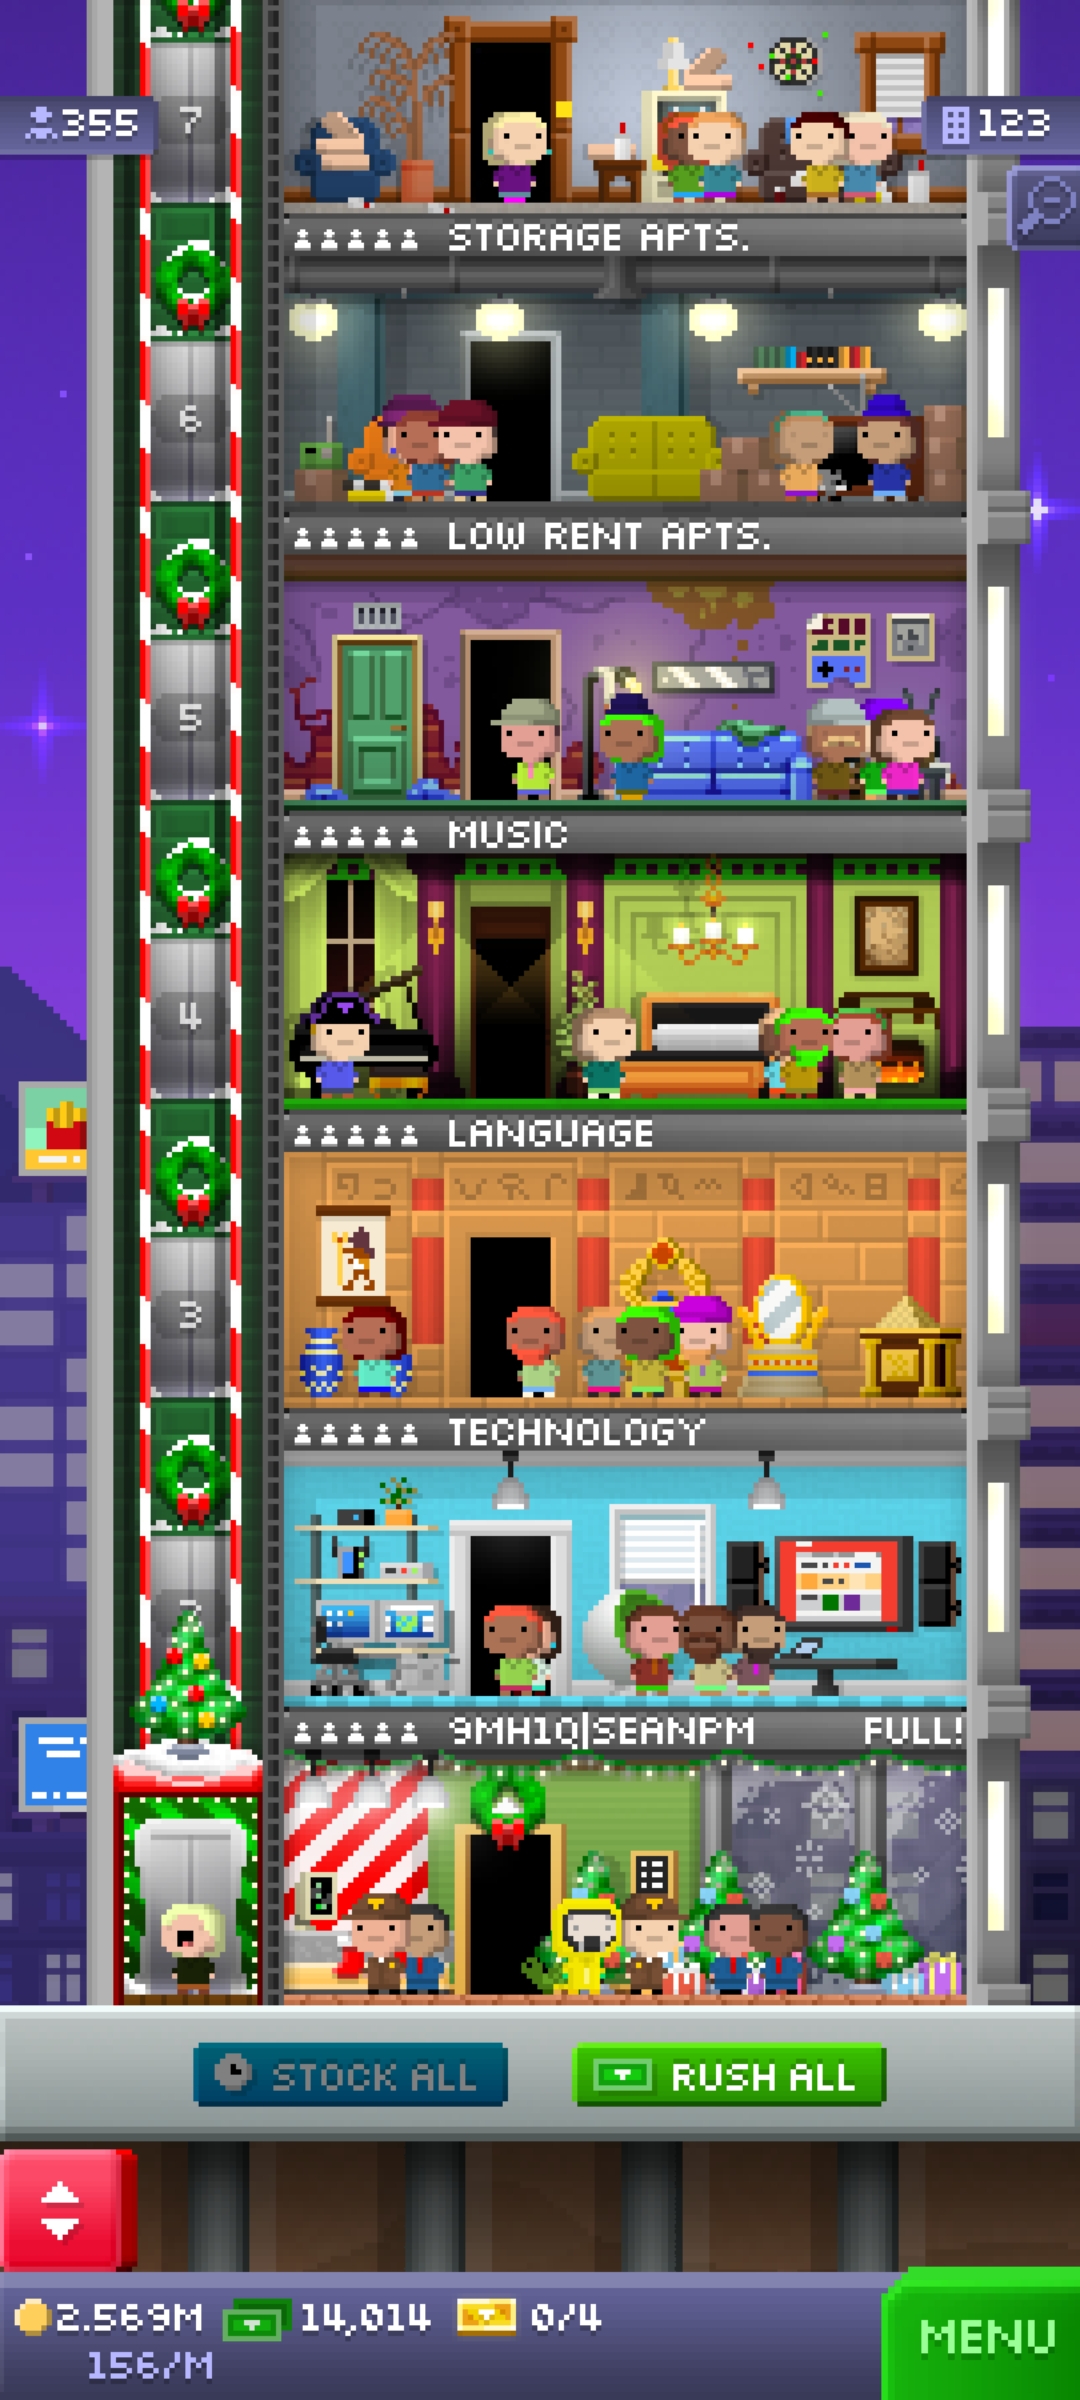 7
355
123
STORAGE APTS.
6
LOW RENT APTS.
5
MUSIC
4
LANGUAGE
3
TECHNOLOGY
9MH1Q|SEANPM FULL!
STOCK ALL
RUSH ALL
2.569M 14,014 0/4
156/M
MENU